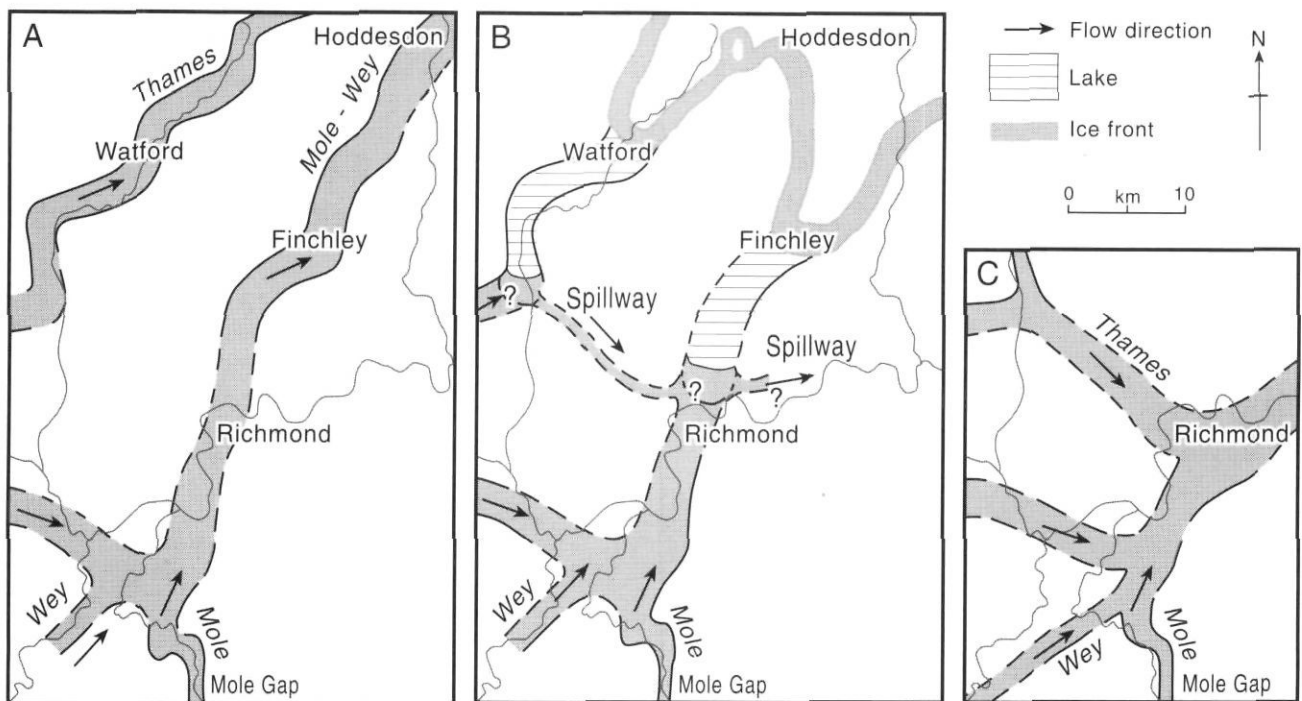 A
Hoddesdon
Thames
Mole - Wey
Watford
Finchley
Richmond
Wey
Mole
Mole Gap
B
Hoddesdon
Watford
Finchley
?
Spillway
Spillway
?
?
Richmond
Wey
Mole
Mole Gap
Flow direction
N
Lake
Ice front
0 km 10
C
Thames
Richmond
Wey
Mole
Mole Gap